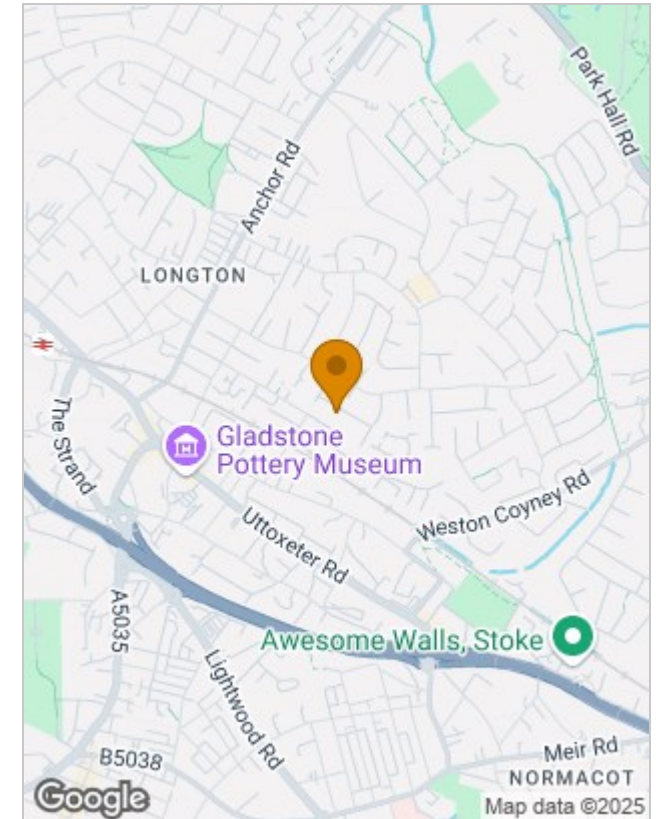 Park Hall Rd
Anchor Rd
LONGTON
The Strand
Gladstone
Pottery Museum
Weston Coyney Rd
Uttoxeter Rd
A5035
Awesome Walls, Stoke
Lightwood Rd
B5038
Meir Rd
NORMACOT
Google
Map data ©2025